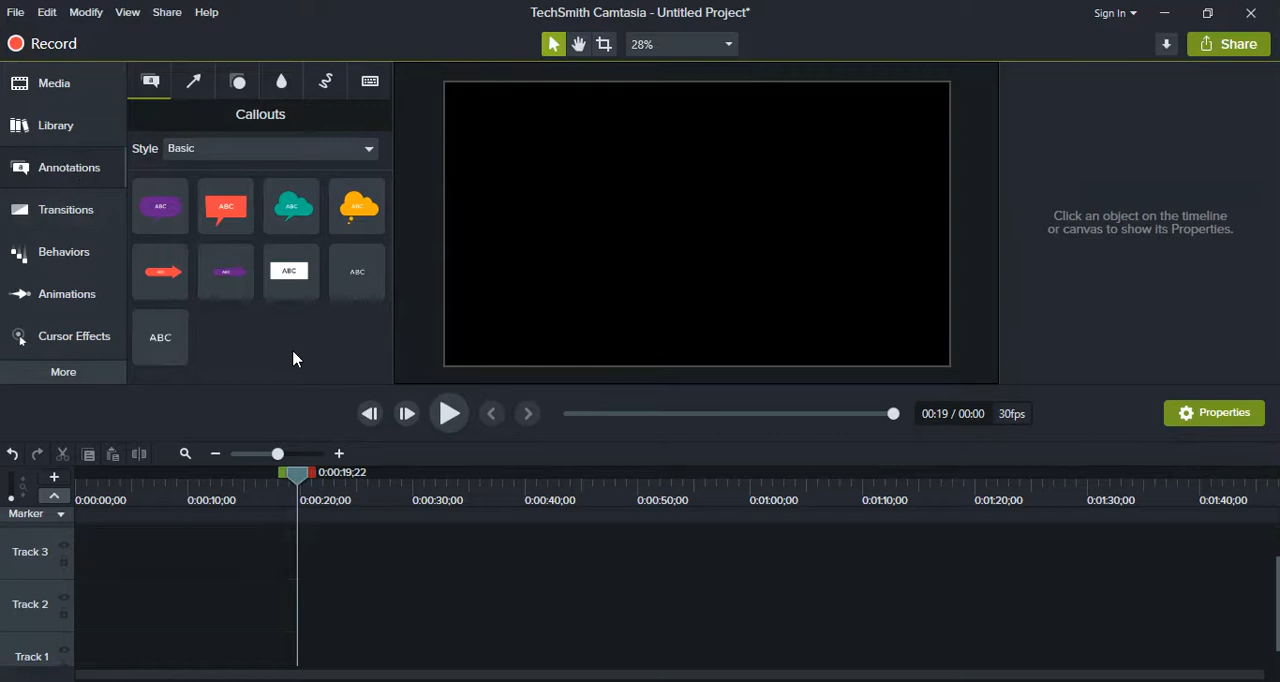 File Edit Modify View Share Help
TechSmith Camtasia - Untitled Project*
Sign In
Record
28%
Share
Media
Library
Annotations
Transitions
Behaviors
Animations
Cursor Effects
More
a
Callouts
Style Basic
ABC ABC ABC ABC
ABC ABC ABC ABC
ABC
Click an object on the timeline
or canvas to show its Properties.
00:19 / 00:00 30fps
Properties
0:00:19;22
0:00:00;00 0:00:10;00 0:00:20;00 0:00:30;00 0:00:40;00 0:00:50;00 0:01:00;00 0:01:10;00 0:01:20;00 0:01:30;00 0:01:40;00
Marker
Track 3
Track 2
Track 1